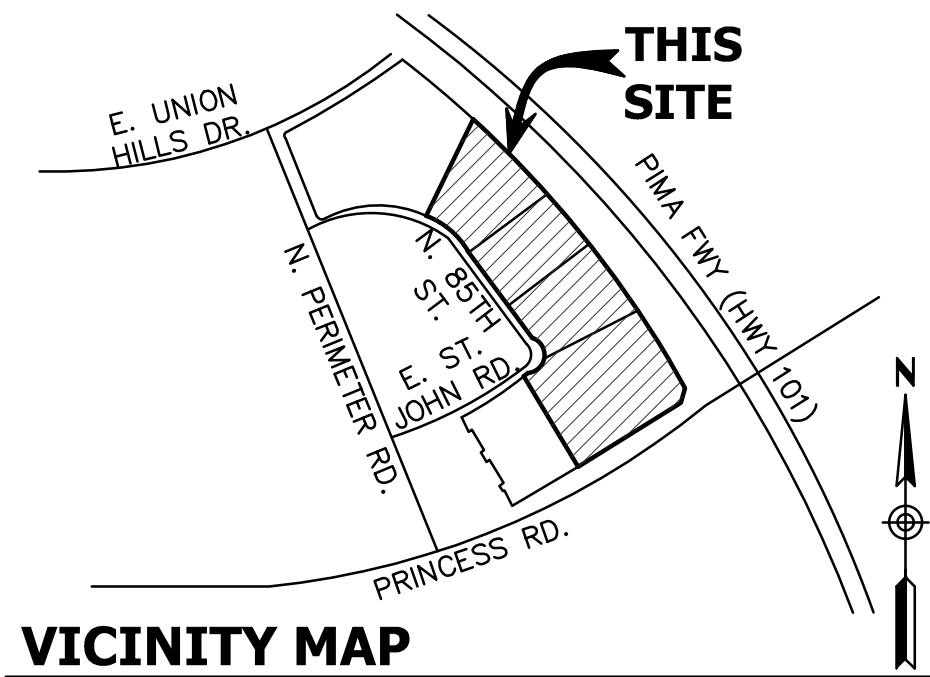 THIS
SITE
E. UNION
HILLS DR.
PIMA FWY (HWY 101)
N. 85TH
ST.
N. PERIMETER RD.
E. ST.
JOHN RD.
N
PRINCESS RD.
VICINITY MAP